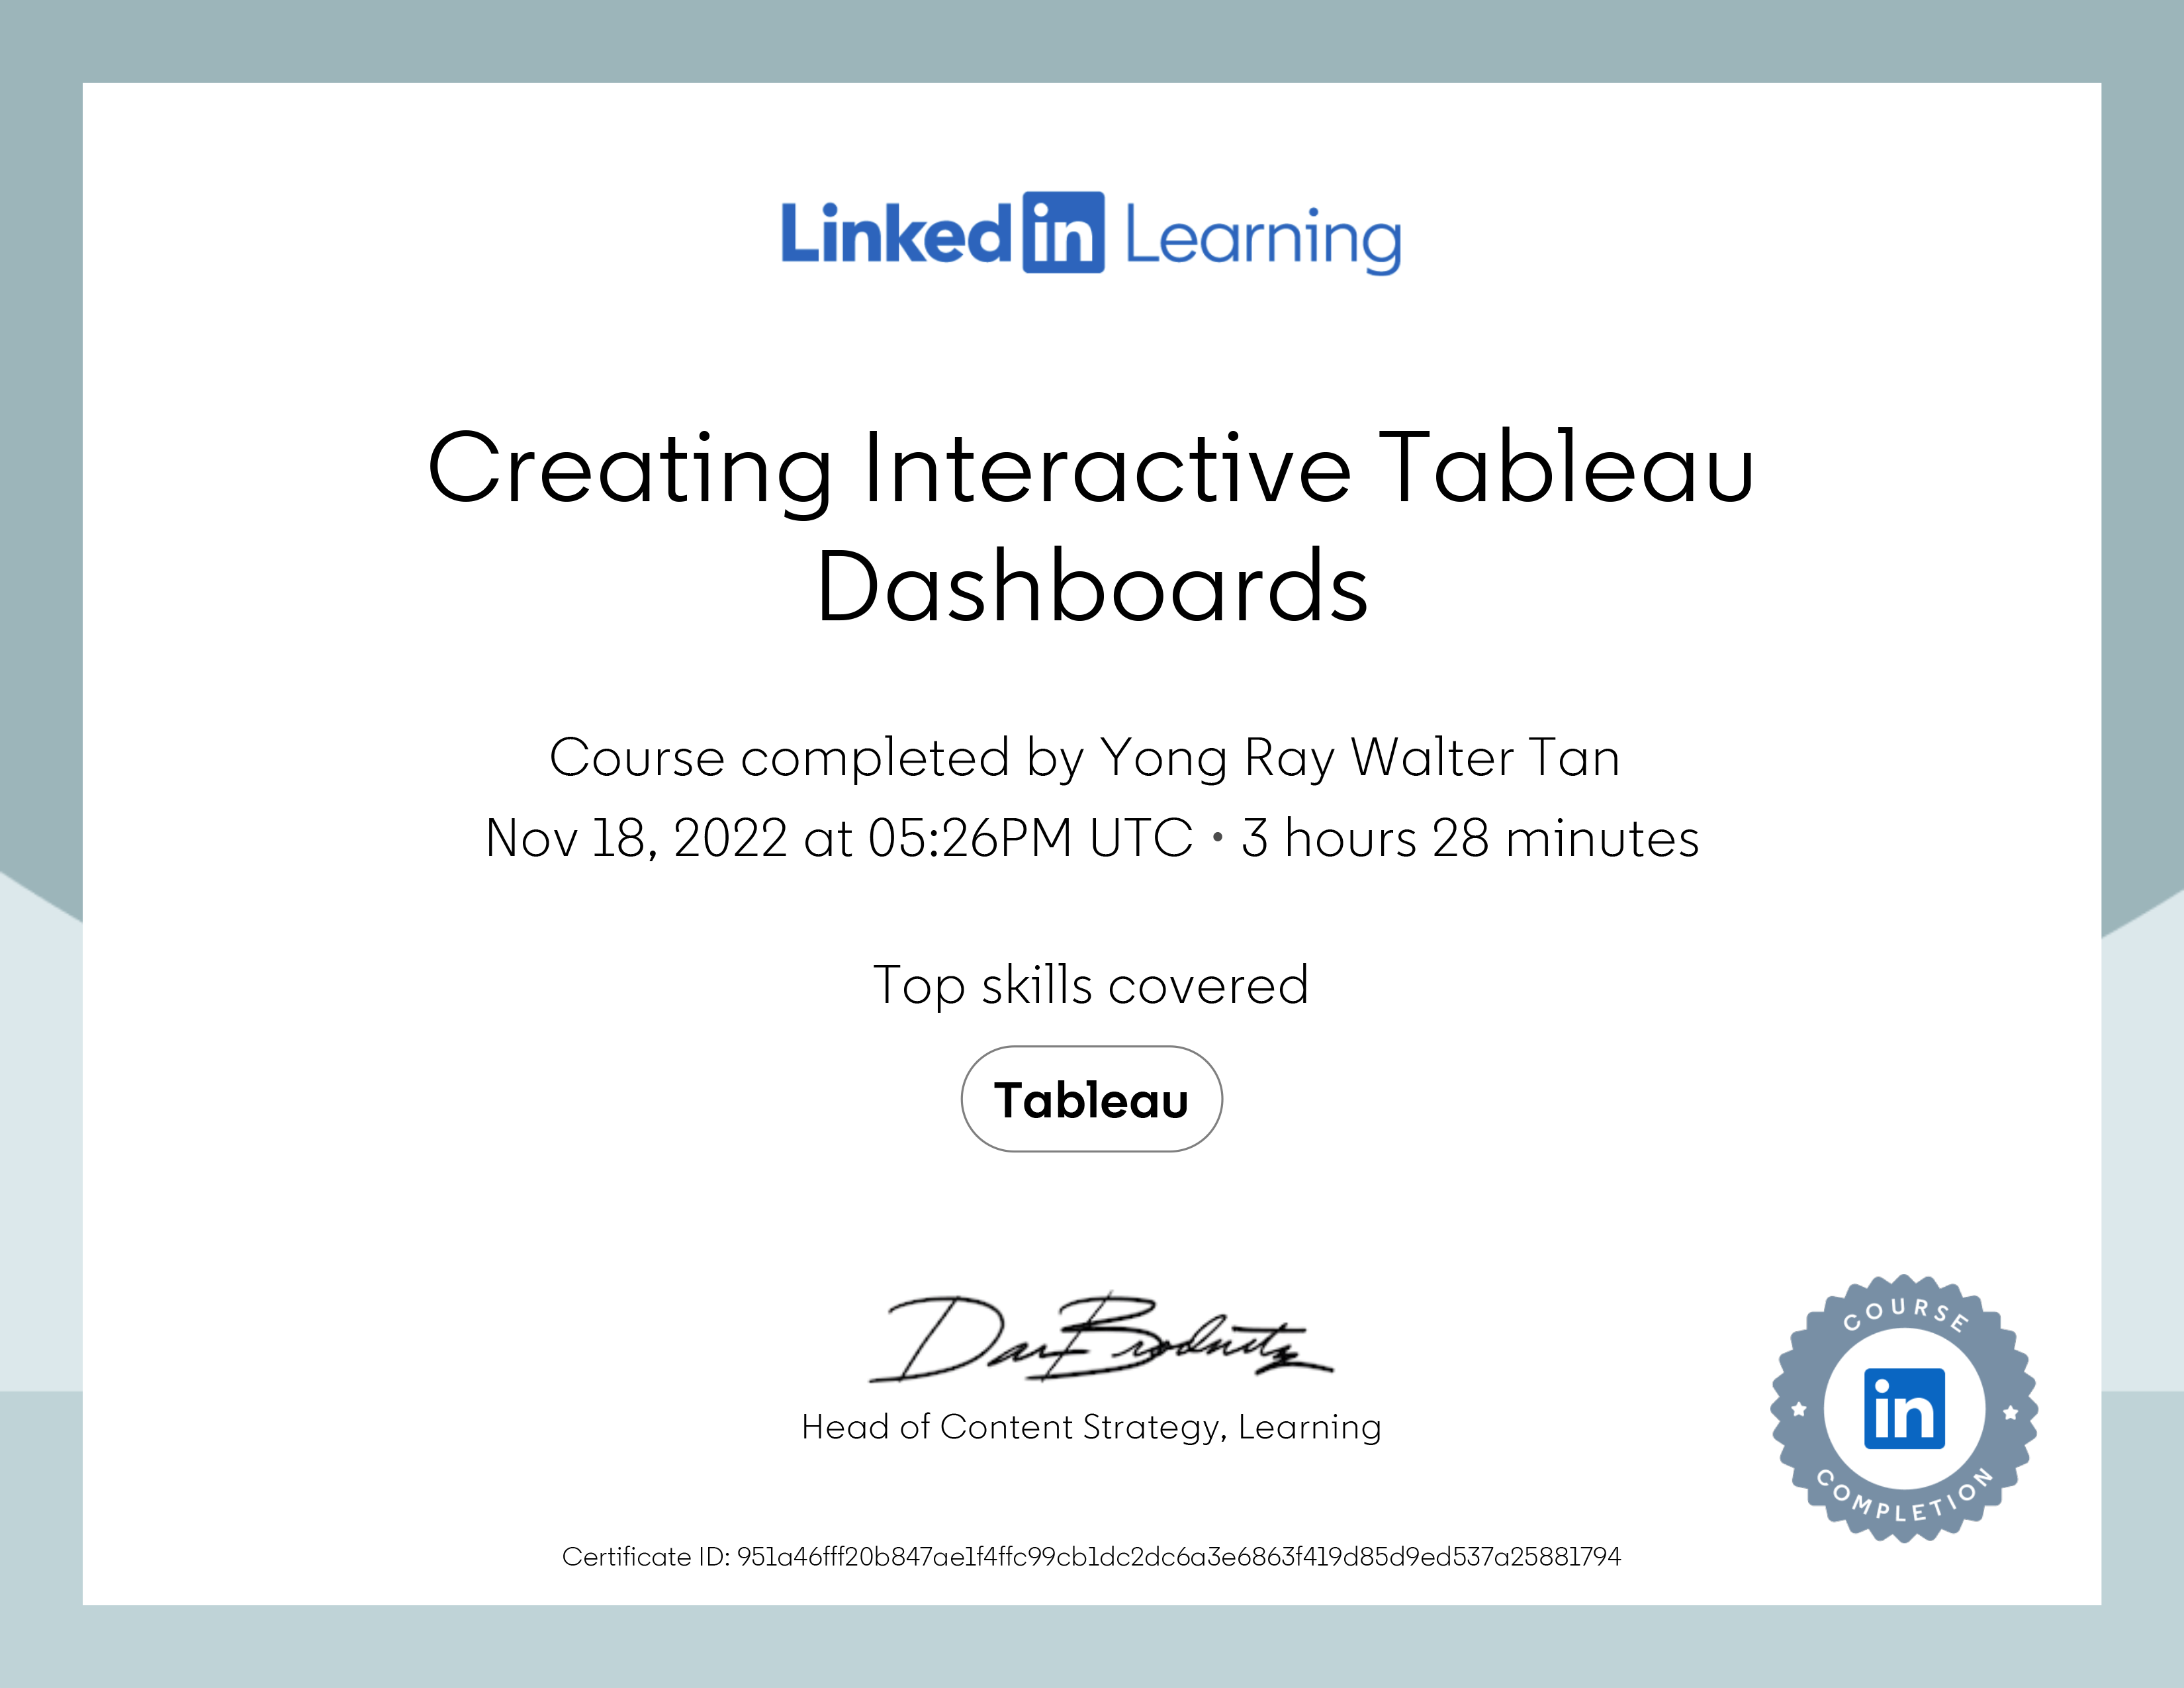 Linked in Learning
Creating Interactive Tableau
Dashboards
Course completed by Yong Ray Walter Tan
Nov 18, 2022 at 05:26PM UTC • 3 hours 28 minutes
Top skills covered
Tableau
Head of Content Strategy, Learning
COURSE
in
COMPLETION
Certificate ID: 951a46fff20b847ae1f4ffc99cb1dc2dc6a3e6863f419d85d9ed537a25881794